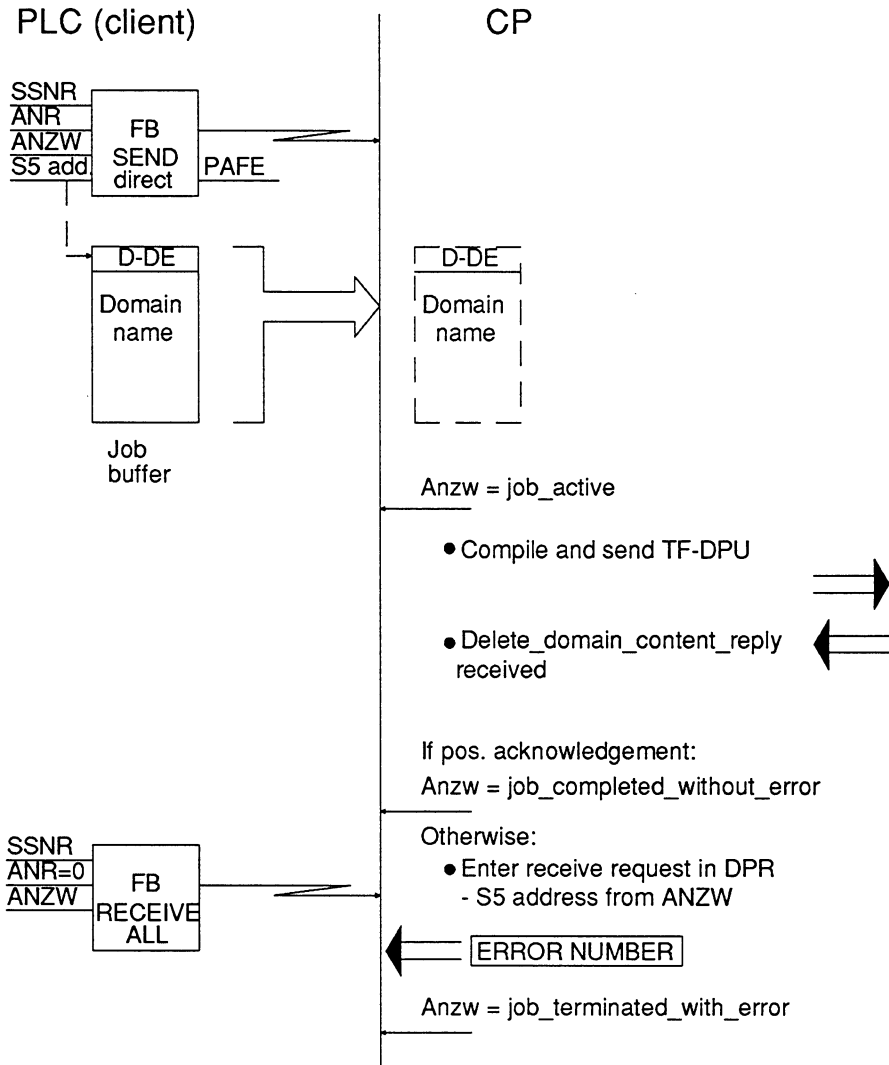 PLC (client)
CP
SSNR
ANR
ANZW
S5 add.
FB
SEND
direct
PAFE
D-DE
Domain
name
Job
buffer
D-DE
Domain
name
Anzw = job_active
● Compile and send TF-DPU
● Delete_domain_content_reply
received
If pos. acknowledgement:
Anzw = job_completed_without_error
Otherwise:
● Enter receive request in DPR
- S5 address from ANZW
SSNR
ANR=0
ANZW
FB
RECEIVE
ALL
ERROR NUMBER
Anzw = job_terminated_with_error